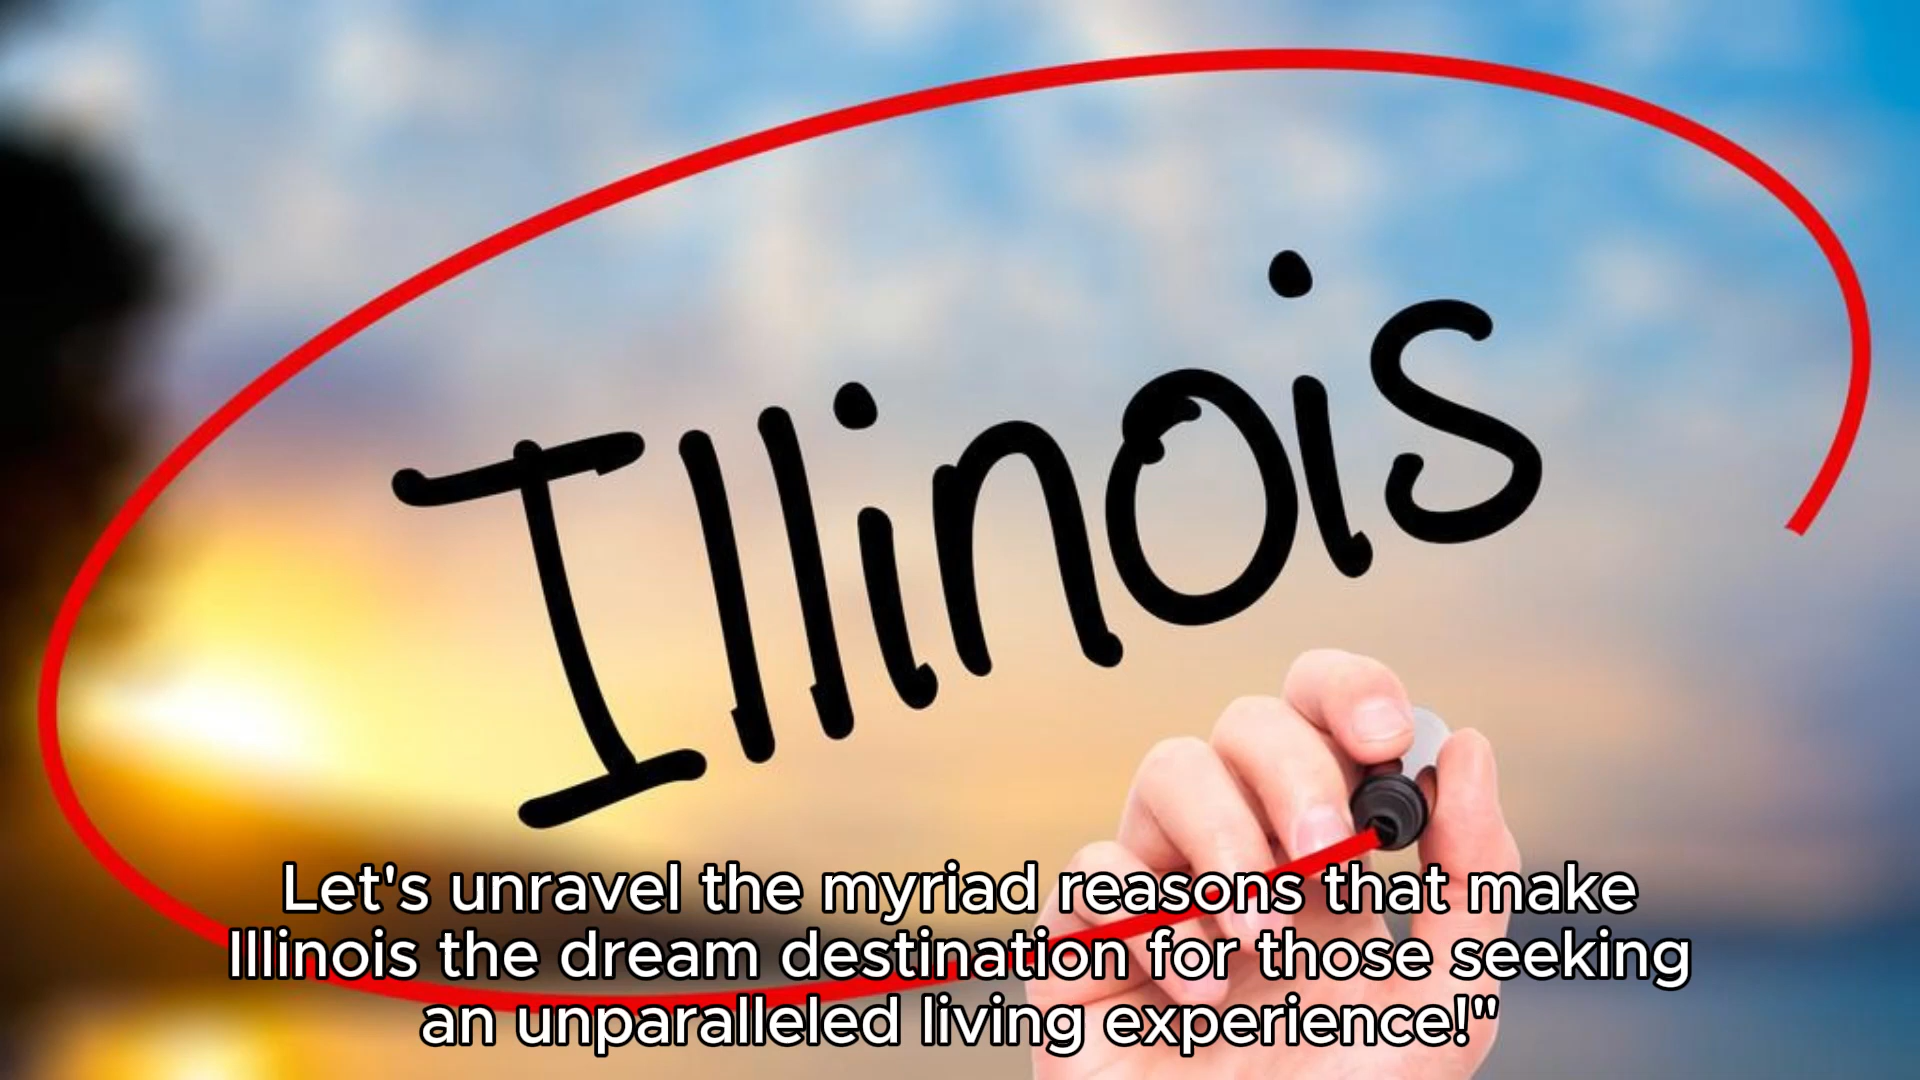 Illinois
Let's unravel the myriad reasons that make
Illinois the dream destination for those seeking
an unparalleled living experience!"